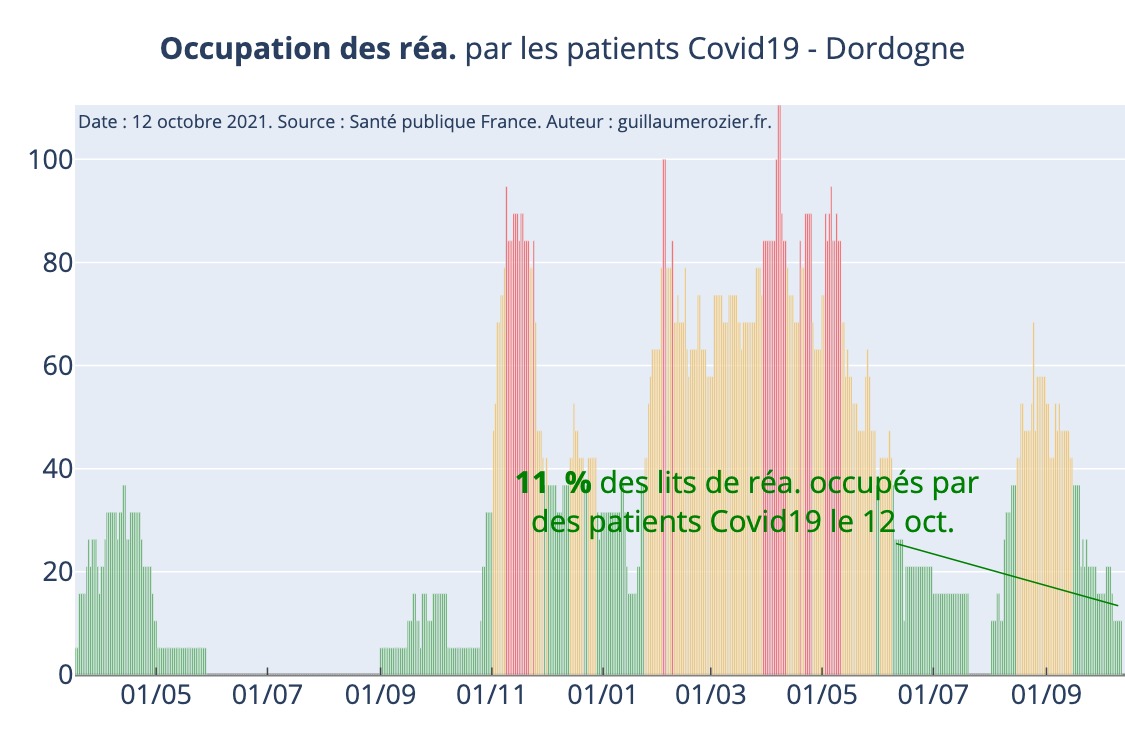 Occupation des réa. par les patients Covid19 - Dordogne
Date : 12 octobre 2021. Source : Santé publique France. Auteur : guillaumerozier.fr.
100
80
60
40
11 % des lits de réa. occupés par
des patients Covid19 le 12 oct.
20
0
01/05 01/07 01/09 01/11 01/01 01/03 01/05 01/07 01/09